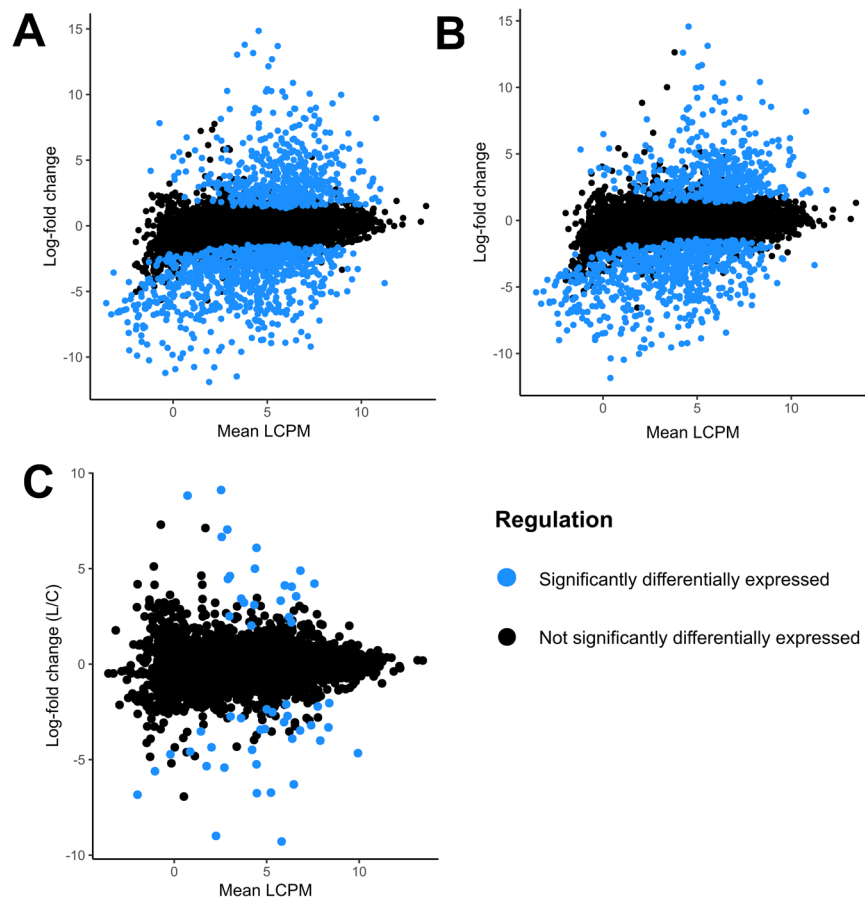 A
15
10
5
0
-5
-10
Log-fold change
0
5
10
Mean LCPM
B
15
10
5
0
-5
-10
Log-fold change
0
5
10
Mean LCPM
C
10
5
0
-5
-10
Log-fold change (L/C)
0
5
10
Mean LCPM
Regulation
Significantly differentially expressed
Not significantly differentially expressed